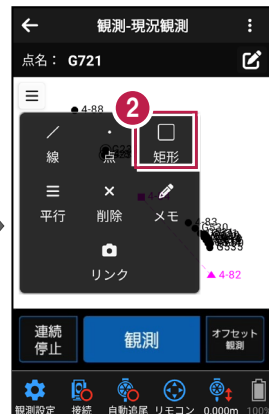 観測-現況観測
点名： G721
4-88
2
線 点 矩形
4-83
平行 削除 メモ
4-82
リンク
連続
停止
観測
オフセット
観測
観測設定 接続 自動追尾 リモコン 0.000m 100%